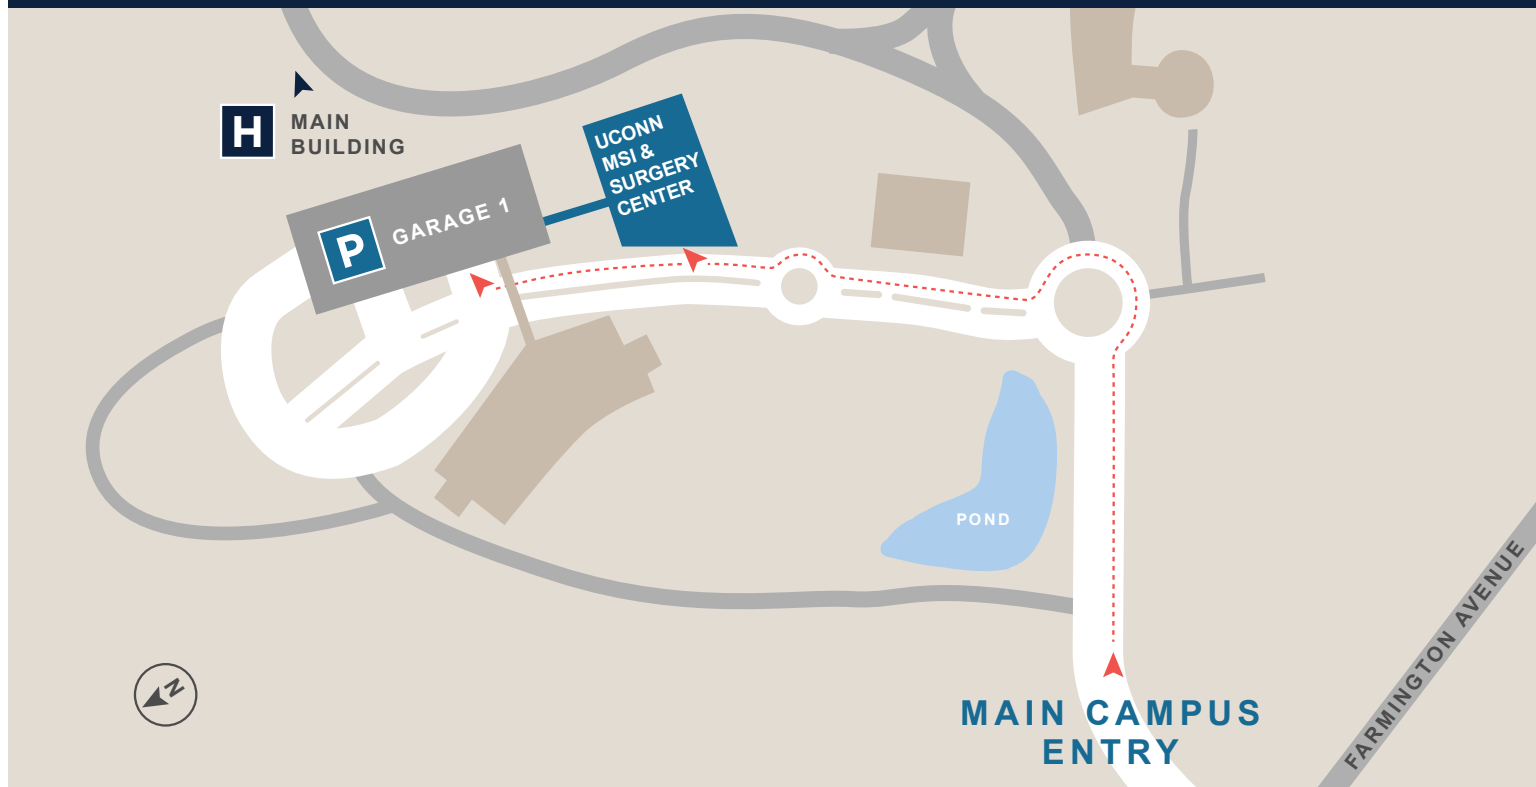 H
MAIN
BUILDING
UCONN
MSI &
SURGERY
CENTER
P
GARAGE 1
POND
FARMINGTON AVENUE
N
MAIN CAMPUS
ENTRY